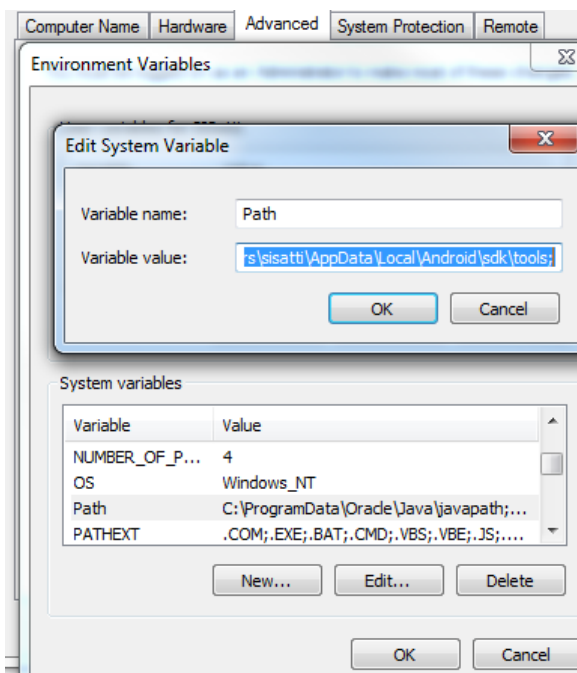 Computer Name Hardware Advanced System Protection Remote
Environment Variables
Edit System Variable
Variable name: Path
Variable value: rs\sisatti\AppData\Local\Android\sdk\tools;
OK Cancel
System variables
Variable Value
NUMBER_OF_P... 4
OS Windows_NT
Path C:\ProgramData\Oracle\Java\javapath;...
PATHEXT .COM;.EXE;.BAT;.CMD;.VBS;.VBE;.JS;....
New... Edit... Delete
OK Cancel